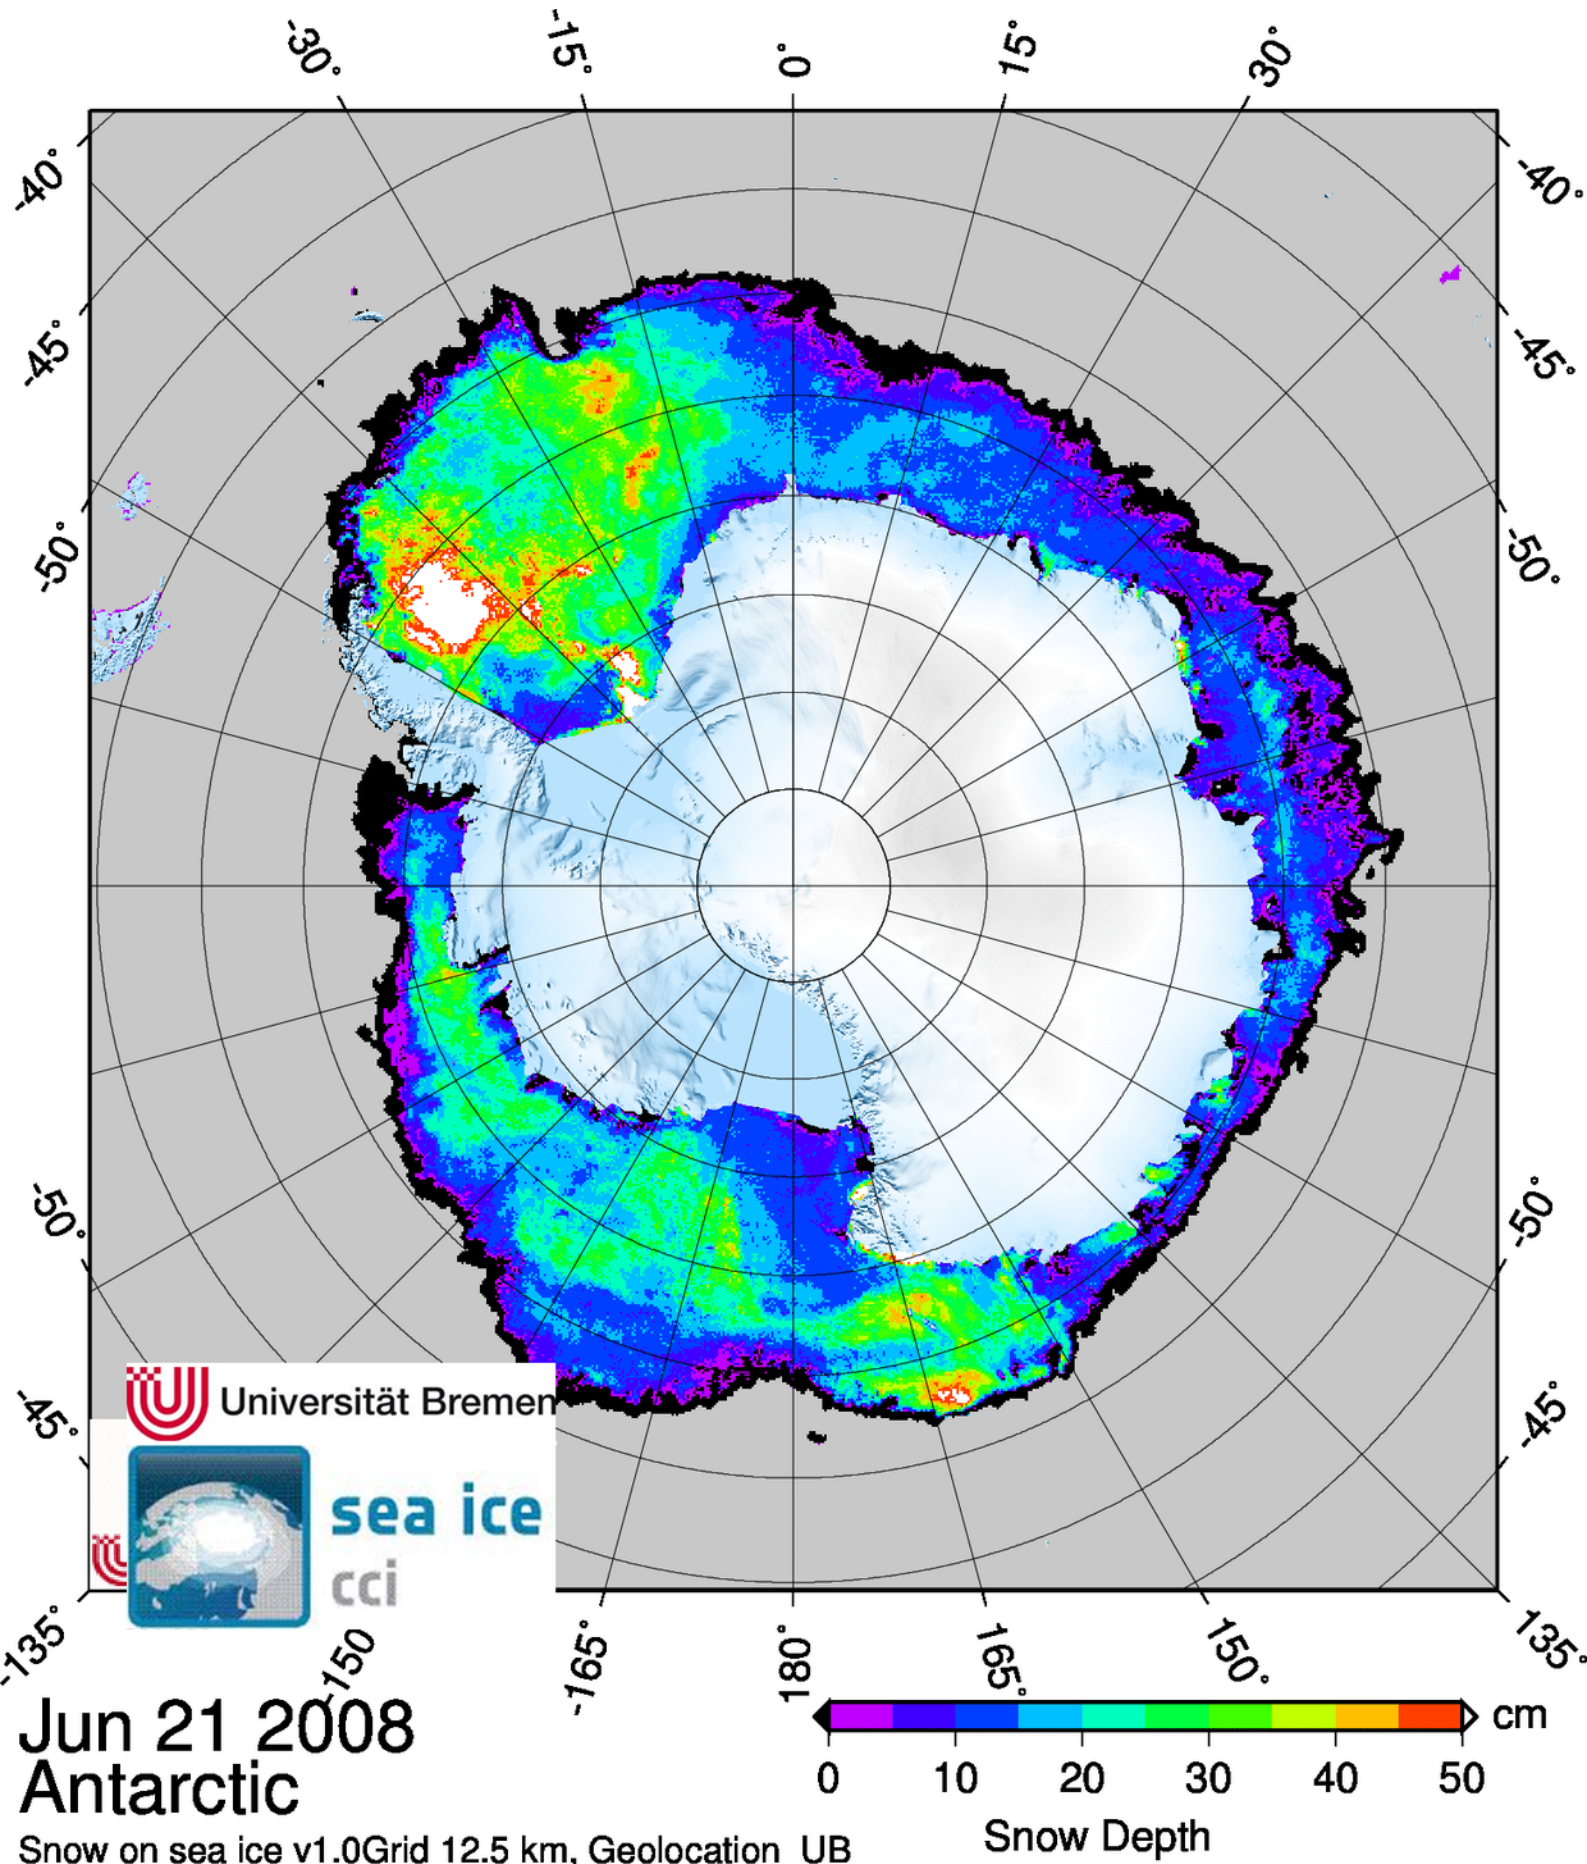 -30° -15° 0° 15° 30°
-40° -40°
-45° -45°
-50° -50°
-50° -50°
-45° -45°
Universität Bremen
sea ice
cci
-135° -150 -165° 180° 165° 150° 135°
Jun 21 2008
Antarctic
Snow on sea ice v1.0Grid 12.5 km, Geolocation UB
cm
0 10 20 30 40 50
Snow Depth